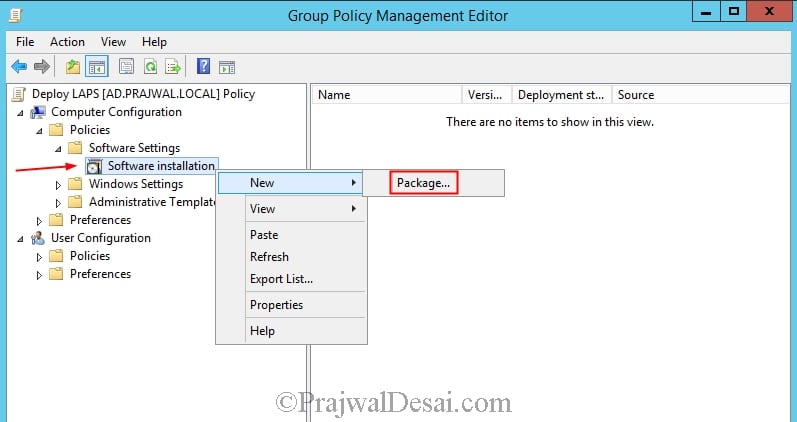 Group Policy Management Editor
File Action View Help
Deploy LAPS [AD.PRAJWAL.LOCAL] Policy
Computer Configuration
Policies
Software Settings
Software installation
Windows Settings
Administrative Templat
Preferences
User Configuration
Policies
Preferences
Name Versi... Deployment st... Source
There are no items to show in this view.
New
View
Paste
Refresh
Export List...
Properties
Help
Package...
©PrajwalDesai.com